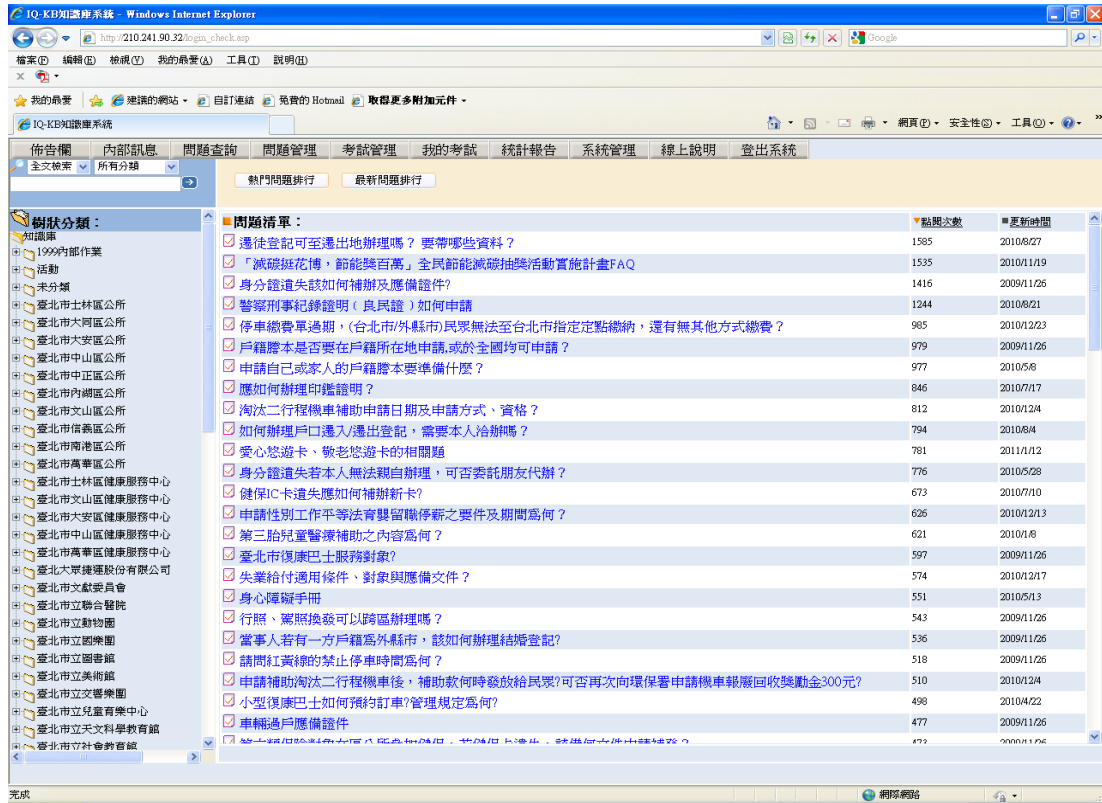 IQ-KB知識庫系統 - Windows Internet Explorer
http://210.241.90.32/login_check.asp
Google
檔案(F) 編輯(E) 檢視(V) 我的最愛(A) 工具(T) 說明(H)
我的最愛 建議的網站 自訂連結 免費的 Hotmail 取得更多附加元件
IQ-KB知識庫系統
網頁(P) 安全性(S) 工具(O)
佈告欄 內部訊息 問題查詢 問題管理 考試管理 我的考試 統計報告 系統管理 線上說明 登出系統
全文檢索 所有分類
熱門問題排行 最新問題排行
樹狀分類：
知識庫
1999內部作業
活動
未分類
臺北市士林區公所
臺北市大同區公所
臺北市大安區公所
臺北市中山區公所
臺北市中正區公所
臺北市內湖區公所
臺北市文山區公所
臺北市信義區公所
臺北市南港區公所
臺北市萬華區公所
臺北市士林區健康服務中心
臺北市文山區健康服務中心
臺北市大安區健康服務中心
臺北市中山區健康服務中心
臺北市萬華區健康服務中心
臺北大眾捷運股份有限公司
臺北市文獻委員會
臺北市立聯合醫院
臺北市立動物園
臺北市立國樂團
臺北市立圖書館
臺北市立美術館
臺北市立交響樂團
臺北市立兒童育樂中心
臺北市立天文科學教育館
臺北市立社會教育館
問題清單： 點閱次數 更新時間
遷徒登記可至遷出地辦理嗎？ 要帶哪些資料？ 1585 2010/8/27
「減碳挺花博，節能獎百萬」全民節能減碳抽獎活動實施計畫FAQ 1535 2010/11/19
身分證遺失該如何補辦及應備證件? 1416 2009/11/26
警察刑事紀錄證明﹝良民證﹞如何申請 1244 2010/8/21
停車繳費單過期，(台北市/外縣市)民眾無法至台北市指定定點繳納，還有無其他方式繳費？ 985 2010/12/23
戶籍謄本是否要在戶籍所在地申請,或於全國均可申請？ 979 2009/11/26
申請自己或家人的戶籍謄本要準備什麼？ 977 2010/5/8
應如何辦理印鑑證明？ 846 2010/7/17
淘汰二行程機車補助申請日期及申請方式、資格？ 812 2010/12/4
如何辦理戶口遷入/遷出登記，需要本人洽辦嗎？ 794 2010/8/4
愛心悠遊卡、敬老悠遊卡的相關題 781 2011/1/12
身分證遺失若本人無法親自辦理，可否委託朋友代辦？ 776 2010/5/28
健保IC卡遺失應如何補辦新卡? 673 2010/7/10
申請性別工作平等法育嬰留職停薪之要件及期間為何？ 626 2010/12/13
第三胎兒童醫療補助之內容為何？ 621 2010/1/8
臺北市復康巴士服務對象? 597 2009/11/26
失業給付適用條件、對象與應備文件？ 574 2010/12/17
身心障礙手冊 551 2010/5/13
行照、駕照換發可以跨區辦理嗎？ 543 2009/11/26
當事人若有一方戶籍為外縣市，該如何辦理結婚登記? 536 2009/11/26
請問紅黃線的禁止停車時間為何？ 518 2009/11/26
申請補助淘汰二行程機車後，補助款何時發放給民眾?可否再次向環保署申請機車報廢回收獎勵金300元? 510 2010/12/4
小型復康巴士如何預約訂車?管理規定為何? 498 2010/4/22
車輛過戶應備證件 477 2009/11/26
完成 網際網路